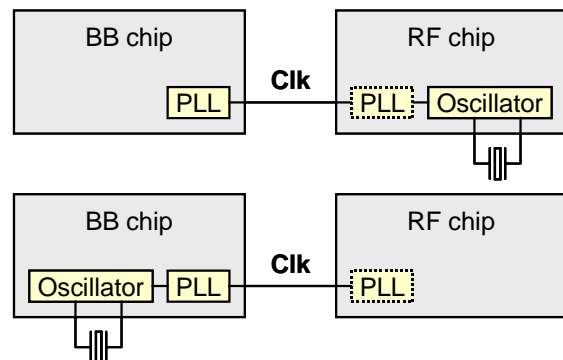 BB chip
RF chip
Clk
PLL
PLL
Oscillator
BB chip
RF chip
Clk
Oscillator
PLL
PLL